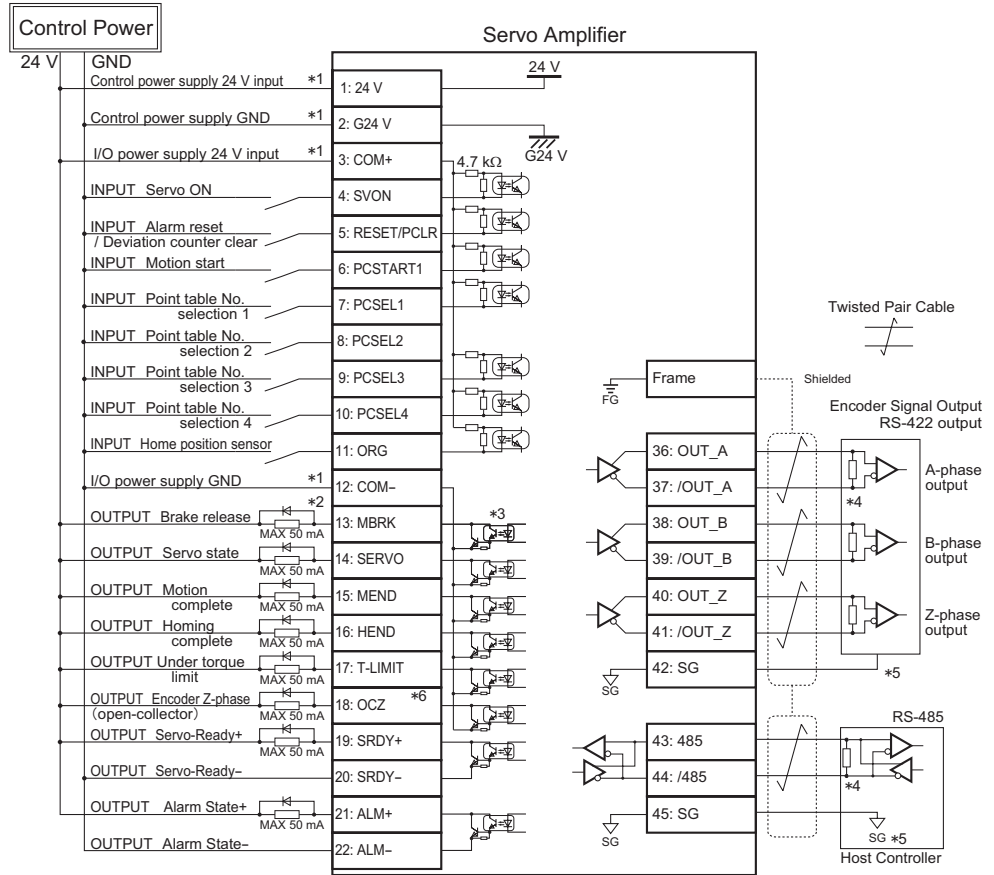 Control Power
Servo Amplifier
24 V
GND
24 V
Control power supply 24 V input *1
1: 24 V
Control power supply GND *1
2: G24 V
G24 V
I/O power supply 24 V input *1
3: COM+
4.7 kΩ
INPUT Servo ON
4: SVON
INPUT Alarm reset
/ Deviation counter clear
5: RESET/PCLR
INPUT Motion start
6: PCSTART1
INPUT Point table No.
selection 1
7: PCSEL1
INPUT Point table No.
selection 2
8: PCSEL2
INPUT Point table No.
selection 3
9: PCSEL3
INPUT Point table No.
selection 4
10: PCSEL4
INPUT Home position sensor
11: ORG
I/O power supply GND *1
12: COM−
*2
OUTPUT Brake release
MAX 50 mA
13: MBRK
*3
OUTPUT Servo state
MAX 50 mA
14: SERVO
OUTPUT Motion
complete
MAX 50 mA
15: MEND
OUTPUT Homing
complete
MAX 50 mA
16: HEND
OUTPUT Under torque
limit
MAX 50 mA
17: T-LIMIT
OUTPUT Encoder Z-phase
(open-collector)
MAX 50 mA
18: OCZ
*6
OUTPUT Servo-Ready+
MAX 50 mA
19: SRDY+
OUTPUT Servo-Ready−
20: SRDY−
OUTPUT Alarm State+
MAX 50 mA
21: ALM+
OUTPUT Alarm State−
22: ALM−
Twisted Pair Cable
Frame
FG
Shielded
Encoder Signal Output
RS-422 output
36: OUT_A
37: /OUT_A
*4
A-phase
output
38: OUT_B
39: /OUT_B
B-phase
output
40: OUT_Z
41: /OUT_Z
Z-phase
output
42: SG
SG
*5
RS-485
43: 485
44: /485
*4
45: SG
SG
SG *5
Host Controller